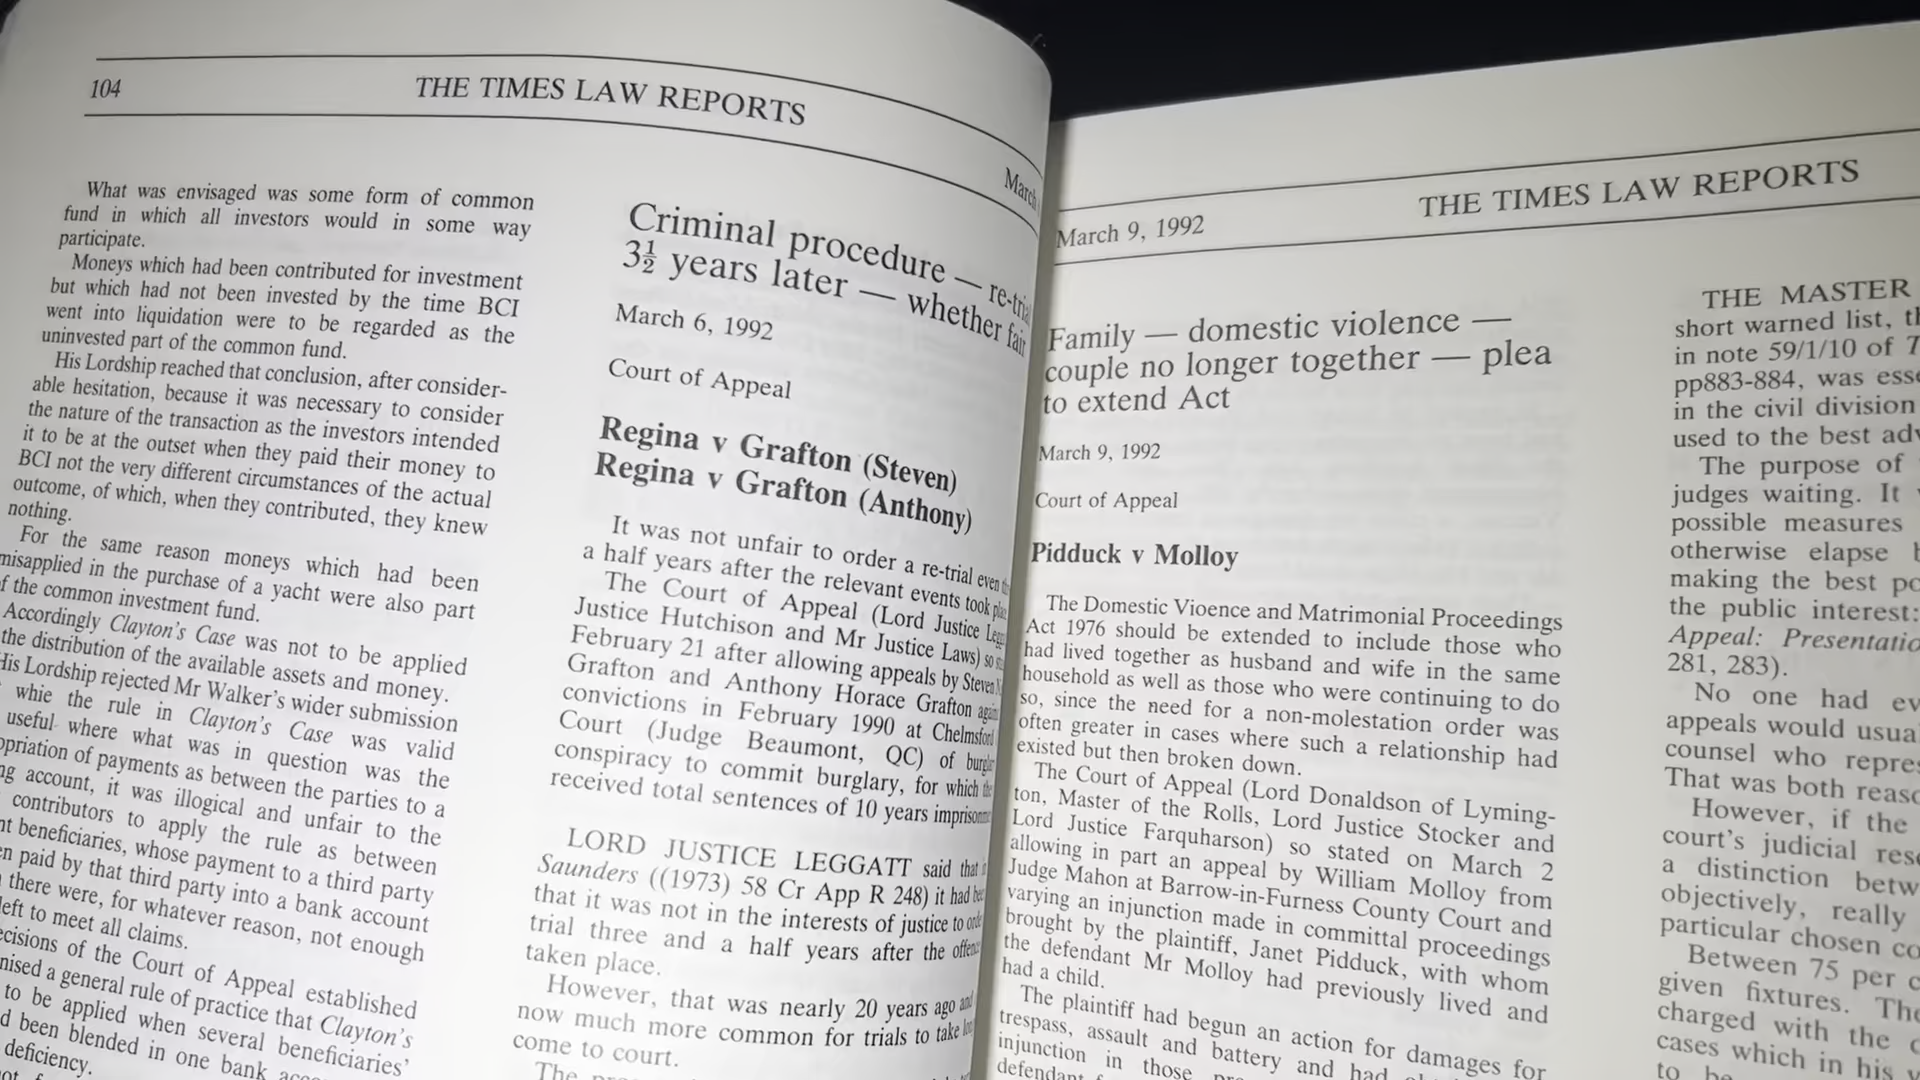 104
THE TIMES LAW REPORTS
March
What was envisaged was some form of common
fund in which all investors would in some way
participate.
Moneys which had been contributed for investment
but which had not been invested by the time BCI
went into liquidation were to be regarded as the
uninvested part of the common fund.
His Lordship reached that conclusion, after consider-
able hesitation, because it was necessary to consider
the nature of the transaction as the investors intended
it to be at the outset when they paid their money to
BCI not the very different circumstances of the actual
outcome, of which, when they contributed, they knew
nothing.
For the same reason moneys which had been
misapplied in the purchase of a yacht were also part
of the common investment fund.
Accordingly Clayton's Case was not to be applied
the distribution of the available assets and money.
His Lordship rejected Mr Walker's wider submission
whie the rule in Clayton's Case was valid
useful where what was in question was the
of payments as between the parties to a
account, it was illogical and unfair to the
contributors to apply the rule as between
beneficiaries, whose payment to a third party
paid by that third party into a bank account
there were, for whatever reason, not enough
left to meet all claims.
decisions of the Court of Appeal established
a general rule of practice that Clayton's
to be applied when several beneficiaries'
had been blended in one bank
deficiency.
Criminal procedure — re-trial
3½ years later — whether fair
March 6, 1992
Court of Appeal
Regina v Grafton (Steven)
Regina v Grafton (Anthony)
It was not unfair to order a re-trial even
a half years after the relevant events took
The Court of Appeal (Lord Justice
Justice Hutchison and Mr Justice Laws) so
February 21 after allowing appeals by Steven
Grafton and Anthony Horace Grafton
convictions in February 1990 at Chelmsford
Court (Judge Beaumont, QC) of
conspiracy to commit burglary, for which
received total sentences of 10 years
LORD JUSTICE LEGGATT said that
Saunders ((1973) 58 Cr App R 248) it had
that it was not in the interests of justice to
trial three and a half years after the
taken place.
However, that was nearly 20 years ago
now much more common for trials to take
come to court.
The
March 9, 1992
THE TIMES LAW REPORTS
Family — domestic violence —
couple no longer together — plea
to extend Act
March 9, 1992
Court of Appeal
Pidduck v Molloy
The Domestic Vioence and Matrimonial Proceedings
Act 1976 should be extended to include those who
had lived together as husband and wife in the same
household as well as those who were continuing to do
so, since the need for a non-molestation order was
often greater in cases where such a relationship had
existed but then broken down.
The Court of Appeal (Lord Donaldson of Lyming-
ton, Master of the Rolls, Lord Justice Stocker and
Lord Justice Farquharson) so stated on March 2
allowing in part an appeal by William Molloy from
Judge Mahon at Barrow-in-Furness County Court and
varying an injunction made in committal proceedings
brought by the plaintiff, Janet Pidduck, with whom
the defendant Mr Molloy had previously lived and
had a child.
The plaintiff had begun an action for damages for
trespass, assault and battery and had
injunction in those
defendant
THE MASTER
short warned list,
in note 59/1/10 of
pp883-884, was
in the civil division
used to the best
The purpose of
judges waiting. It
possible measures
otherwise elapse
making the best
the public interest:
Appeal:
281, 283).
No one had
appeals would
counsel who
That was both
However, if the
court's judicial
a distinction
objectively, really
particular chosen
Between 75 per
given fixtures.
charged with the
cases which in his
to be